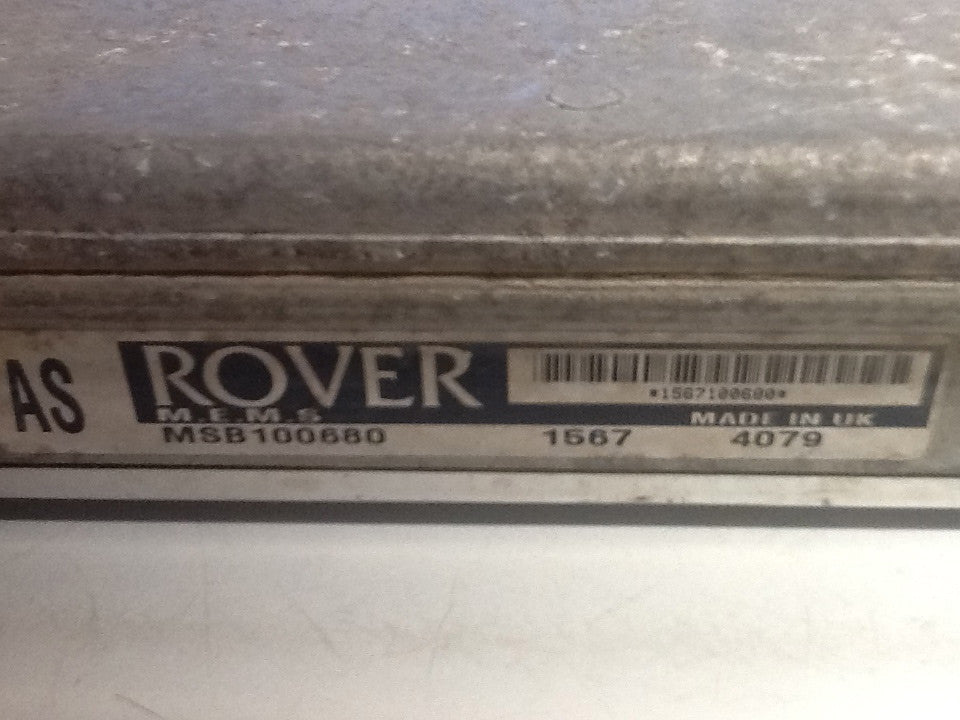 AS
ROVER
M.E.M.S
*1567100680*
MADE IN UK
MSB100680 1567 4079